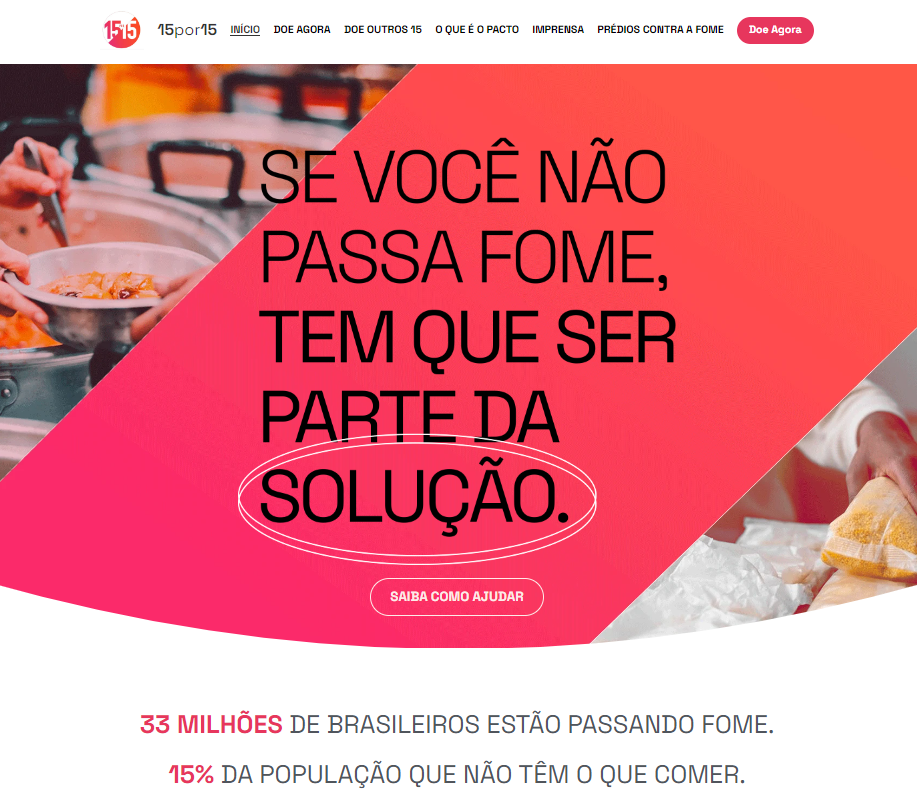 15 15
15por15 INÍCIO DOE AGORA DOE OUTROS 15 O QUE É O PACTO IMPRENSA PRÉDIOS CONTRA A FOME Doe Agora
SE VOCÊ NÃO
PASSA FOME,
TEM QUE SER
PARTE DA
SOLUÇÃO.
SAIBA COMO AJUDAR
33 MILHÕES DE BRASILEIROS ESTÃO PASSANDO FOME.
15% DA POPULAÇÃO QUE NÃO TÊM O QUE COMER.